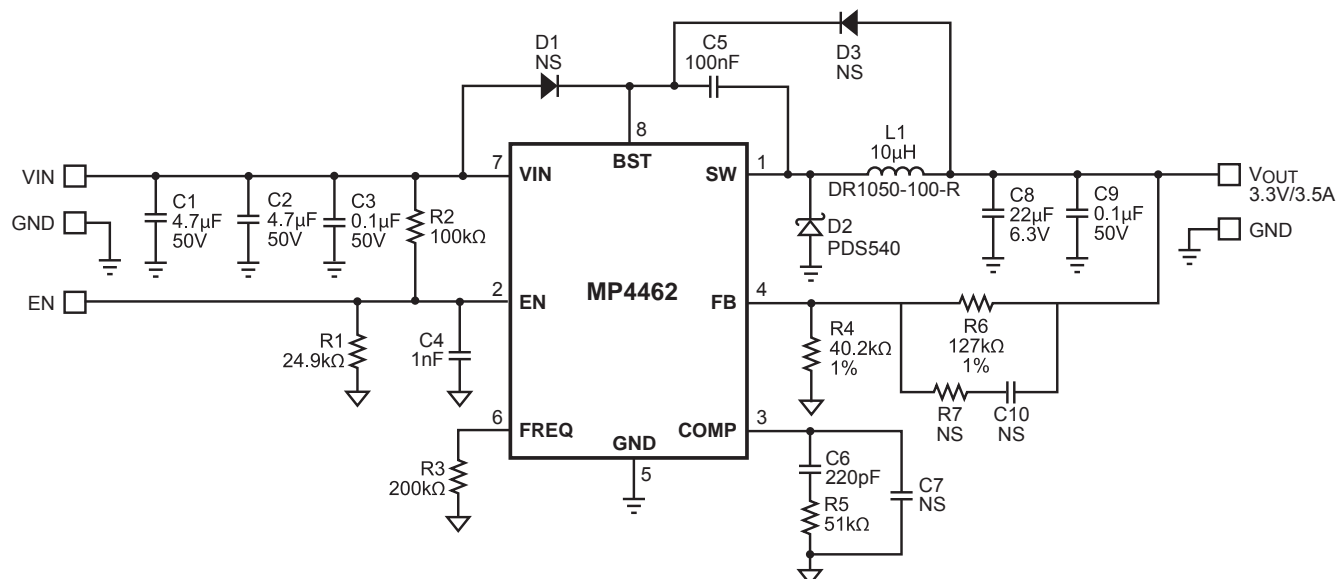 D1
NS
C5
100nF
D3
NS
8
BST
L1
10µH
DR1050-100-R
VIN
7
VIN
SW
1
VOUT
3.3V/3.5A
GND
C1
4.7µF
50V
C2
4.7µF
50V
C3
0.1µF
50V
R2
100kΩ
D2
PDS540
C8
22µF
6.3V
C9
0.1µF
50V
GND
EN
2
EN
MP4462
FB
4
R1
24.9kΩ
C4
1nF
R4
40.2kΩ
1%
R6
127kΩ
1%
R7
NS
C10
NS
6
FREQ
GND
5
COMP
3
R3
200kΩ
C6
220pF
R5
51kΩ
C7
NS